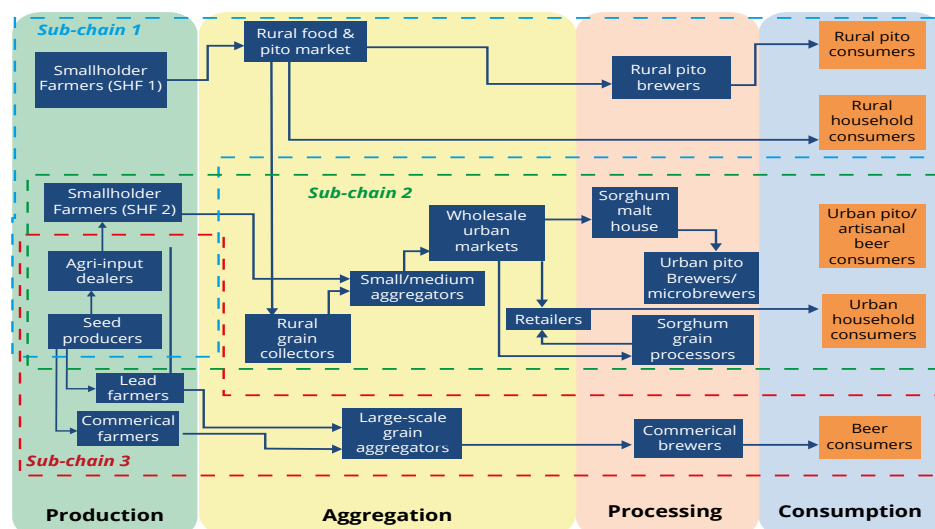 Sub-chain 1
Smallholder
Farmers (SHF 1)
Rural food &
pito market
Rural pito
brewers
Rural pito
consumers
Rural
household
consumers
Sub-chain 2
Smallholder
Farmers (SHF 2)
Agri-input
dealers
Seed
producers
Lead
farmers
Commerical
farmers
Sub-chain 3
Wholesale
urban
markets
Small/medium
aggregators
Rural
grain
collectors
Retailers
Large-scale
grain
aggregators
Sorghum
malt
house
Urban pito
Brewers/
microbrewers
Sorghum
grain
processors
Commerical
brewers
Urban pito/
artisanal
beer
consumers
Urban
household
consumers
Beer
consumers
Production
Aggregation
Processing
Consumption